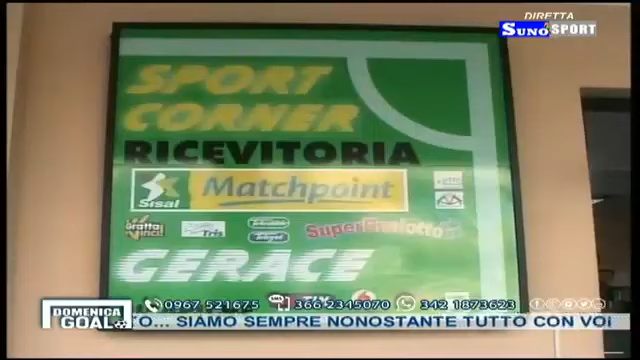 DIRETTA
SUNO SPORT
SPORT
CORNER
RICEVITORIA
Sisal Matchpoint
Gratta e Vinci! Tris SuperEnalotto
GERACE
0967 521675 366 2345070 342 1873623
DOMENICA
GOAL
O... SIAMO SEMPRE NONOSTANTE TUTTO CON VOI